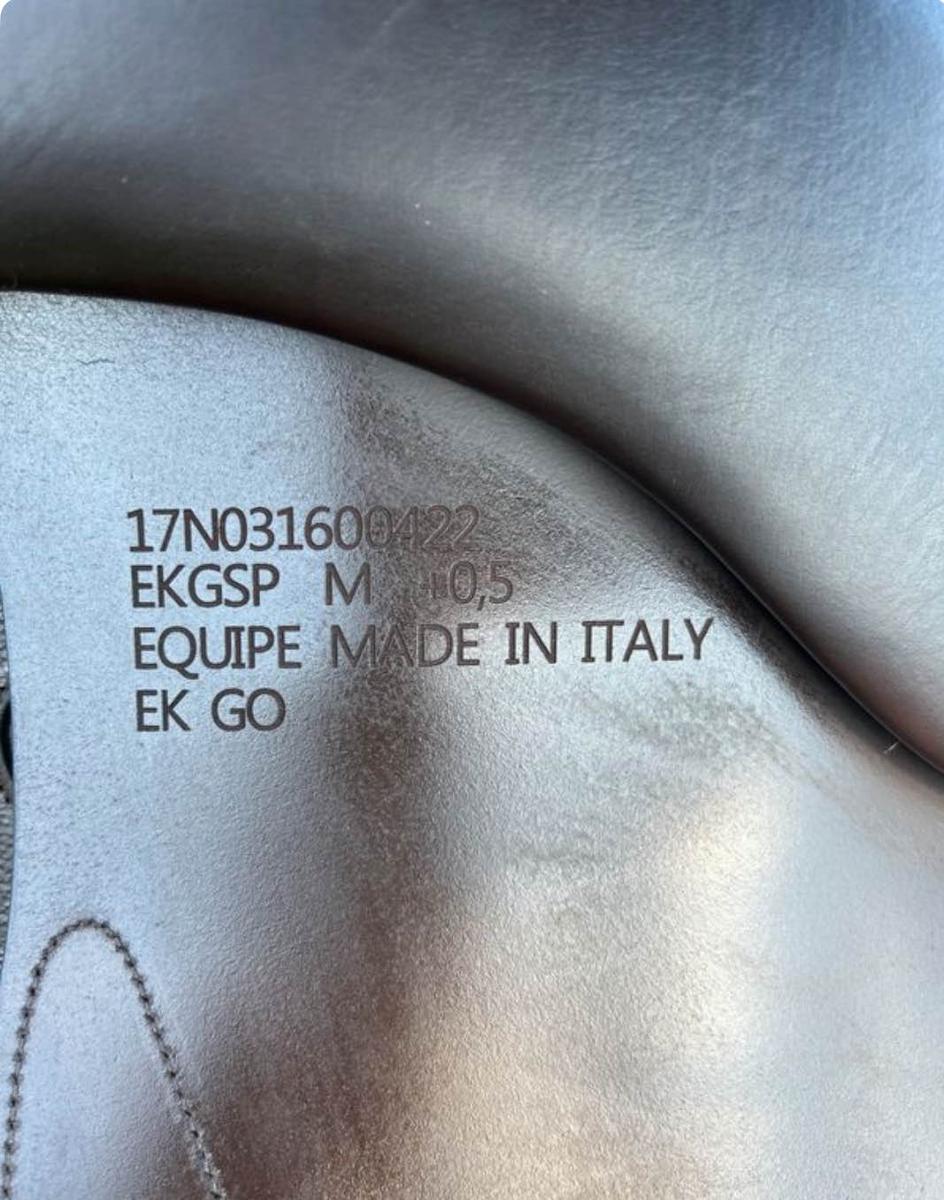 17N031600422
EKGSP M +0,5
EQUIPE MADE IN ITALY
EK GO